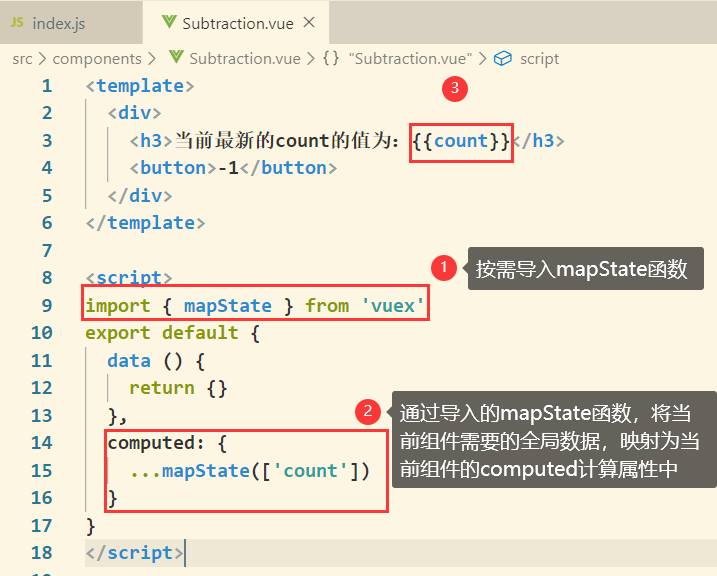 JS index.js
Subtraction.vue ×
src > components > Subtraction.vue > {} "Subtraction.vue" > script
1 <template>
3
2 <div>
3 <h3>当前最新的count的值为：{{count}}</h3>
4 <button>-1</button>
5 </div>
6 </template>
7
1 按需导入mapState函数
8 <script>
9 import { mapState } from 'vuex'
10 export default {
11 data () {
12 return {}
13 },
2 通过导入的mapState函数，将当
前组件需要的全局数据，映射为当
前组件的computed计算属性中
14 computed: {
15 ...mapState(['count'])
16 }
17 }
18 </script>